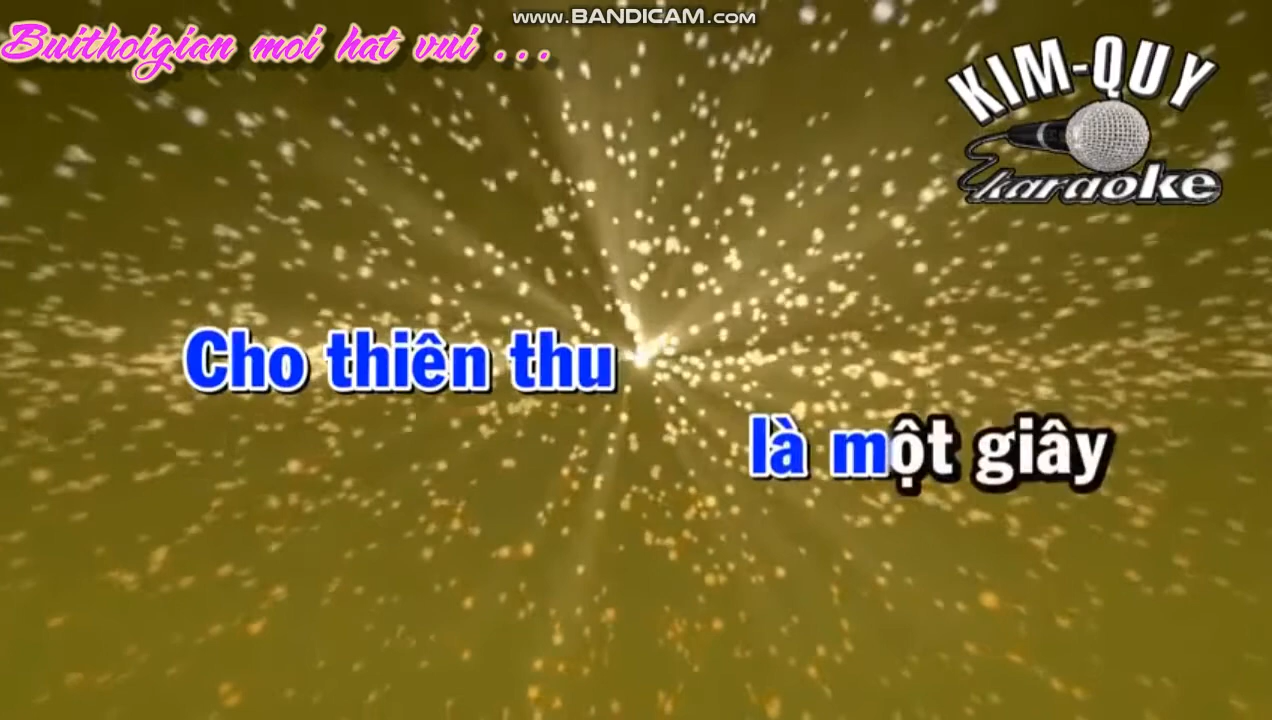 www.BANDICAM.com
Buithoigian moi hat vui ...
KIM-QUY
karaoke
Cho thiên thu
là một giây